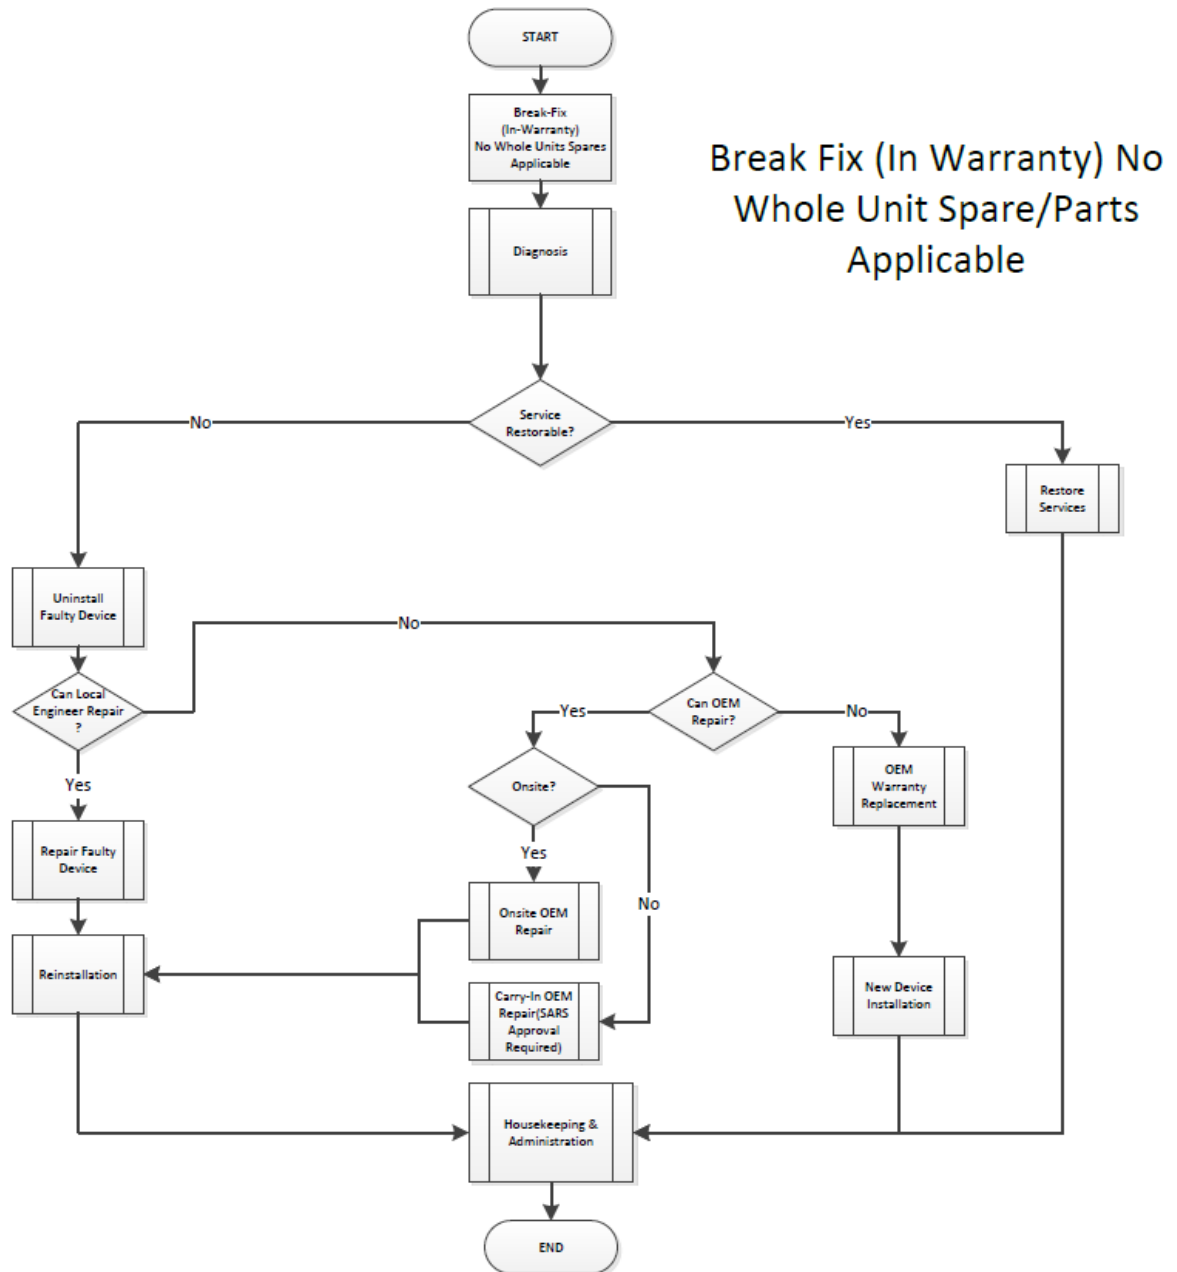 START
Break-Fix
(In-Warranty)
No Whole Units Spares
Applicable
Break Fix (In Warranty) No
Whole Unit Spare/Parts
Applicable
Diagnosis
Service
Restorable?
No
Yes
Restore
Services
Uninstall
Faulty Device
No
Can Local
Engineer Repair
?
Can OEM
Repair?
Yes
No
Yes
Onsite?
OEM
Warranty
Replacement
Repair Faulty
Device
Yes
No
Onsite OEM
Repair
Reinstallation
Carry-In OEM
Repair(SARS
Approval
Required)
New Device
Installation
Housekeeping &
Administration
END